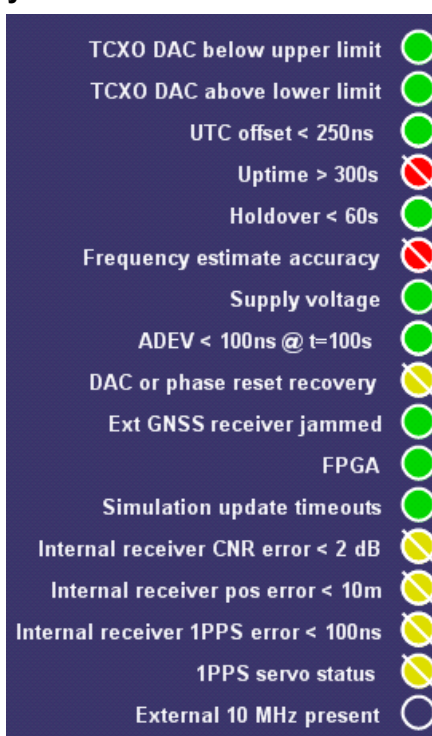 TCXO DAC below upper limit
TCXO DAC above lower limit
UTC offset < 250ns
Uptime > 300s
Holdover < 60s
Frequency estimate accuracy
Supply voltage
ADEV < 100ns @ t=100s
DAC or phase reset recovery
Ext GNSS receiver jammed
FPGA
Simulation update timeouts
Internal receiver CNR error < 2 dB
Internal receiver pos error < 10m
Internal receiver 1PPS error < 100ns
1PPS servo status
External 10 MHz present